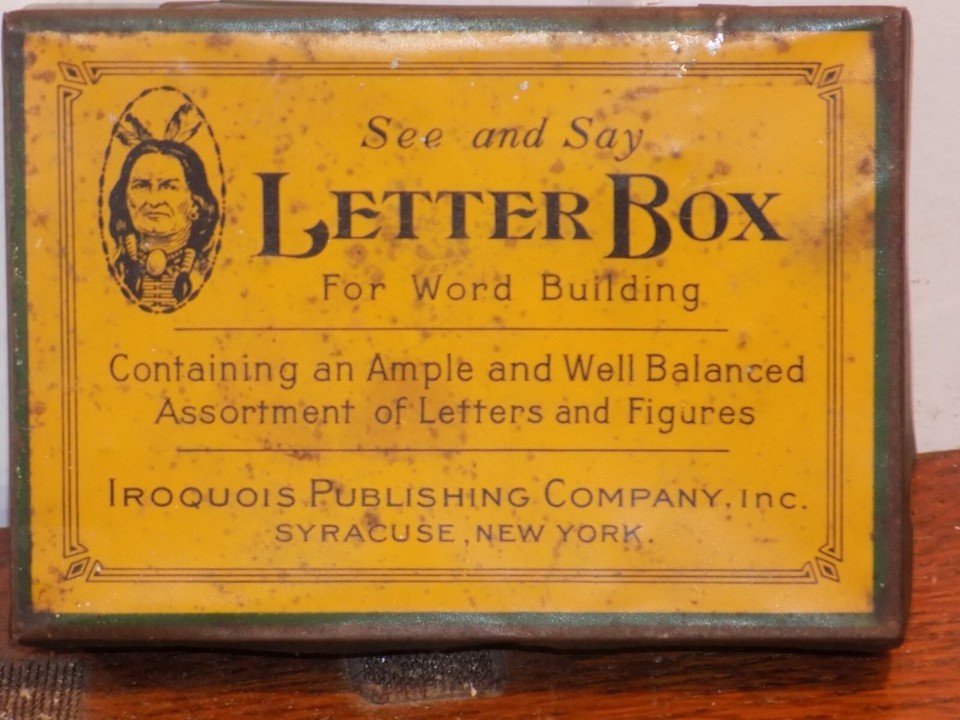 See and Say
LETTER BOX
For Word Building
Containing an Ample and Well Balanced
Assortment of Letters and Figures
IROQUOIS PUBLISHING COMPANY, Inc.
SYRACUSE, NEW YORK.